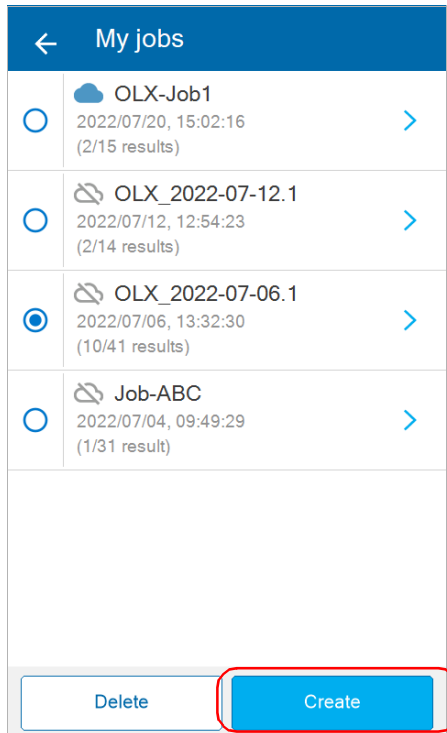 My jobs
OLX-Job1
2022/07/20, 15:02:16
(2/15 results)
OLX_2022-07-12.1
2022/07/12, 12:54:23
(2/14 results)
OLX_2022-07-06.1
2022/07/06, 13:32:30
(10/41 results)
Job-ABC
2022/07/04, 09:49:29
(1/31 result)
Delete
Create